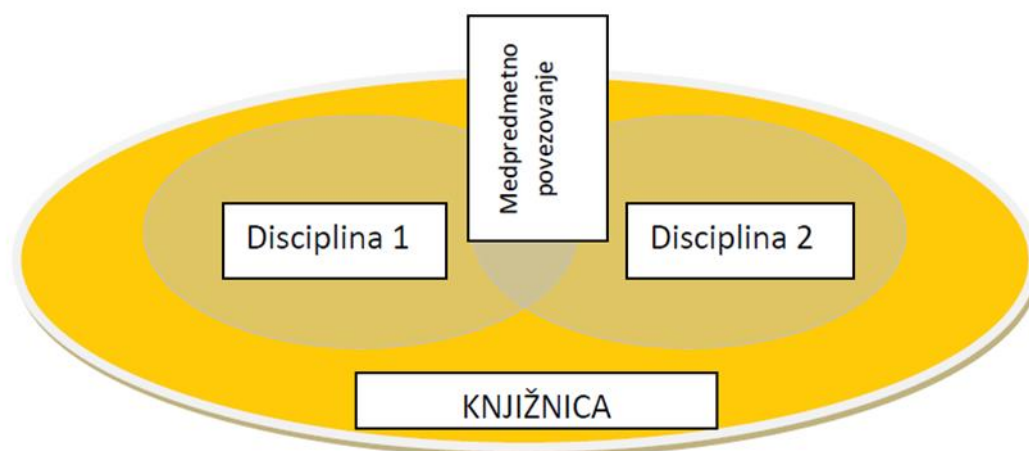 Medpredmetno
povezovanje
Disciplina 1
Disciplina 2
KNJIŽNICA